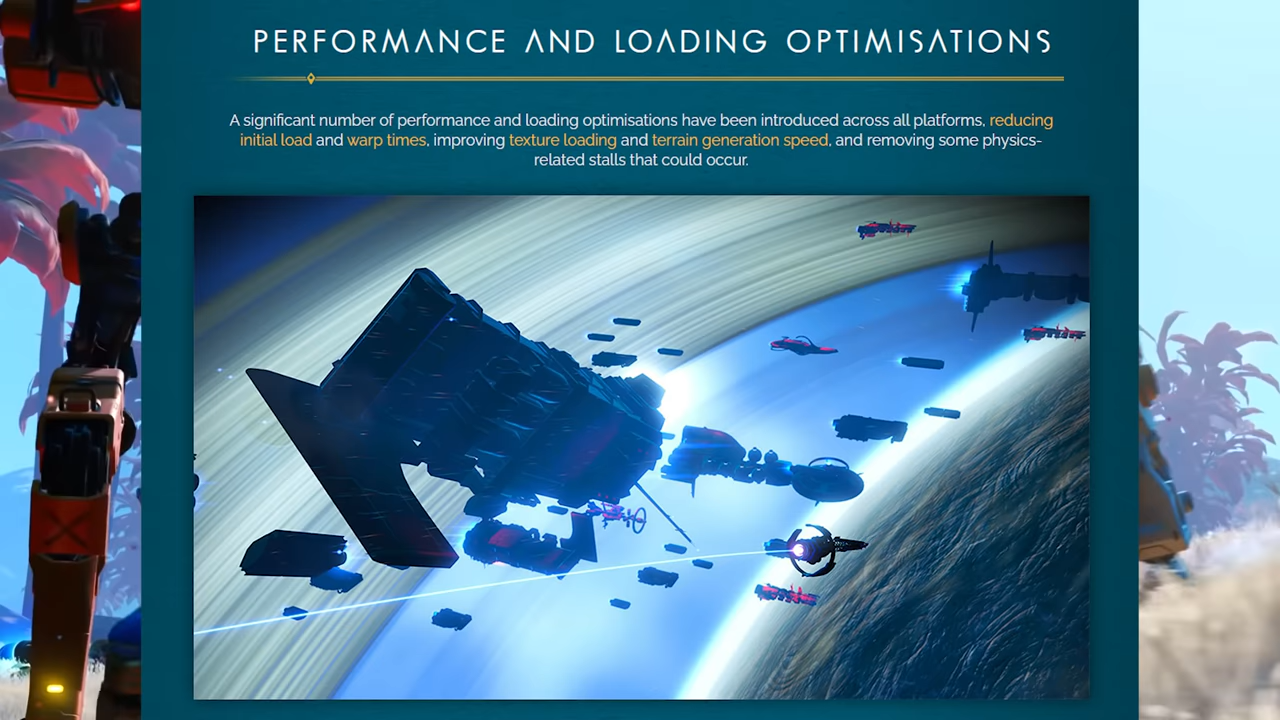 PERFORMANCE AND LOADING OPTIMISATIONS
A significant number of performance and loading optimisations have been introduced across all platforms, reducing
initial load and warp times, improving texture loading and terrain generation speed, and removing some physics-
related stalls that could occur.